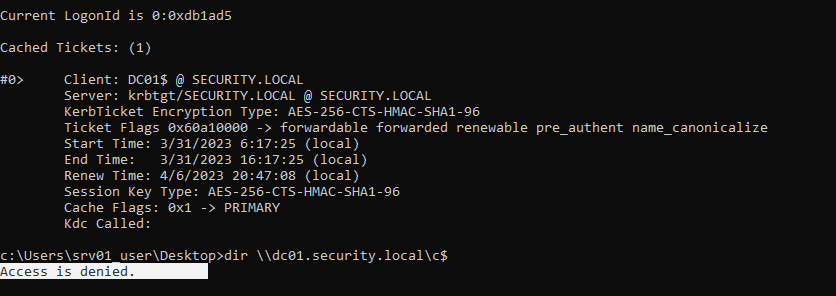 Current LogonId is 0:0xdb1ad5
Cached Tickets: (1)
#0>     Client: DC01$ @ SECURITY.LOCAL
        Server: krbtgt/SECURITY.LOCAL @ SECURITY.LOCAL
        KerbTicket Encryption Type: AES-256-CTS-HMAC-SHA1-96
        Ticket Flags 0x60a10000 -> forwardable forwarded renewable pre_authent name_canonicalize
        Start Time: 3/31/2023 6:17:25 (local)
        End Time:   3/31/2023 16:17:25 (local)
        Renew Time: 4/6/2023 20:47:08 (local)
        Session Key Type: AES-256-CTS-HMAC-SHA1-96
        Cache Flags: 0x1 -> PRIMARY
        Kdc Called:
c:\Users\srv01_user\Desktop>dir \\dc01.security.local\c$
Access is denied.